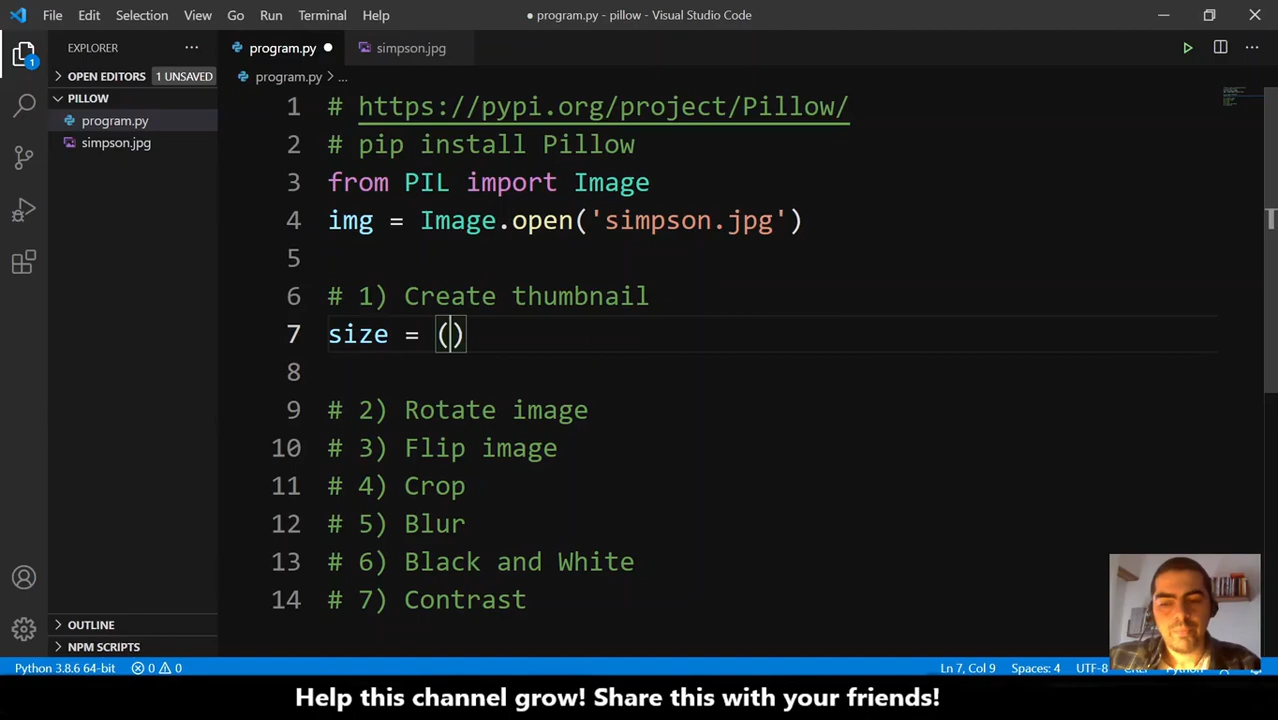 File Edit Selection View Go Run Terminal Help
● program.py - pillow - Visual Studio Code
EXPLORER ···
program.py ●
simpson.jpg
OPEN EDITORS 1 UNSAVED
program.py > ...
PILLOW
program.py
simpson.jpg
1
1 # https://pypi.org/project/Pillow/
2 # pip install Pillow
3 from PIL import Image
4 img = Image.open('simpson.jpg')
5
6 # 1) Create thumbnail
7 size = ()
8
9 # 2) Rotate image
10 # 3) Flip image
11 # 4) Crop
12 # 5) Blur
13 # 6) Black and White
14 # 7) Contrast
OUTLINE
NPM SCRIPTS
Python 3.8.6 64-bit 0 0 Ln 7, Col 9 Spaces: 4 UTF-8
Help this channel grow! Share this with your friends!